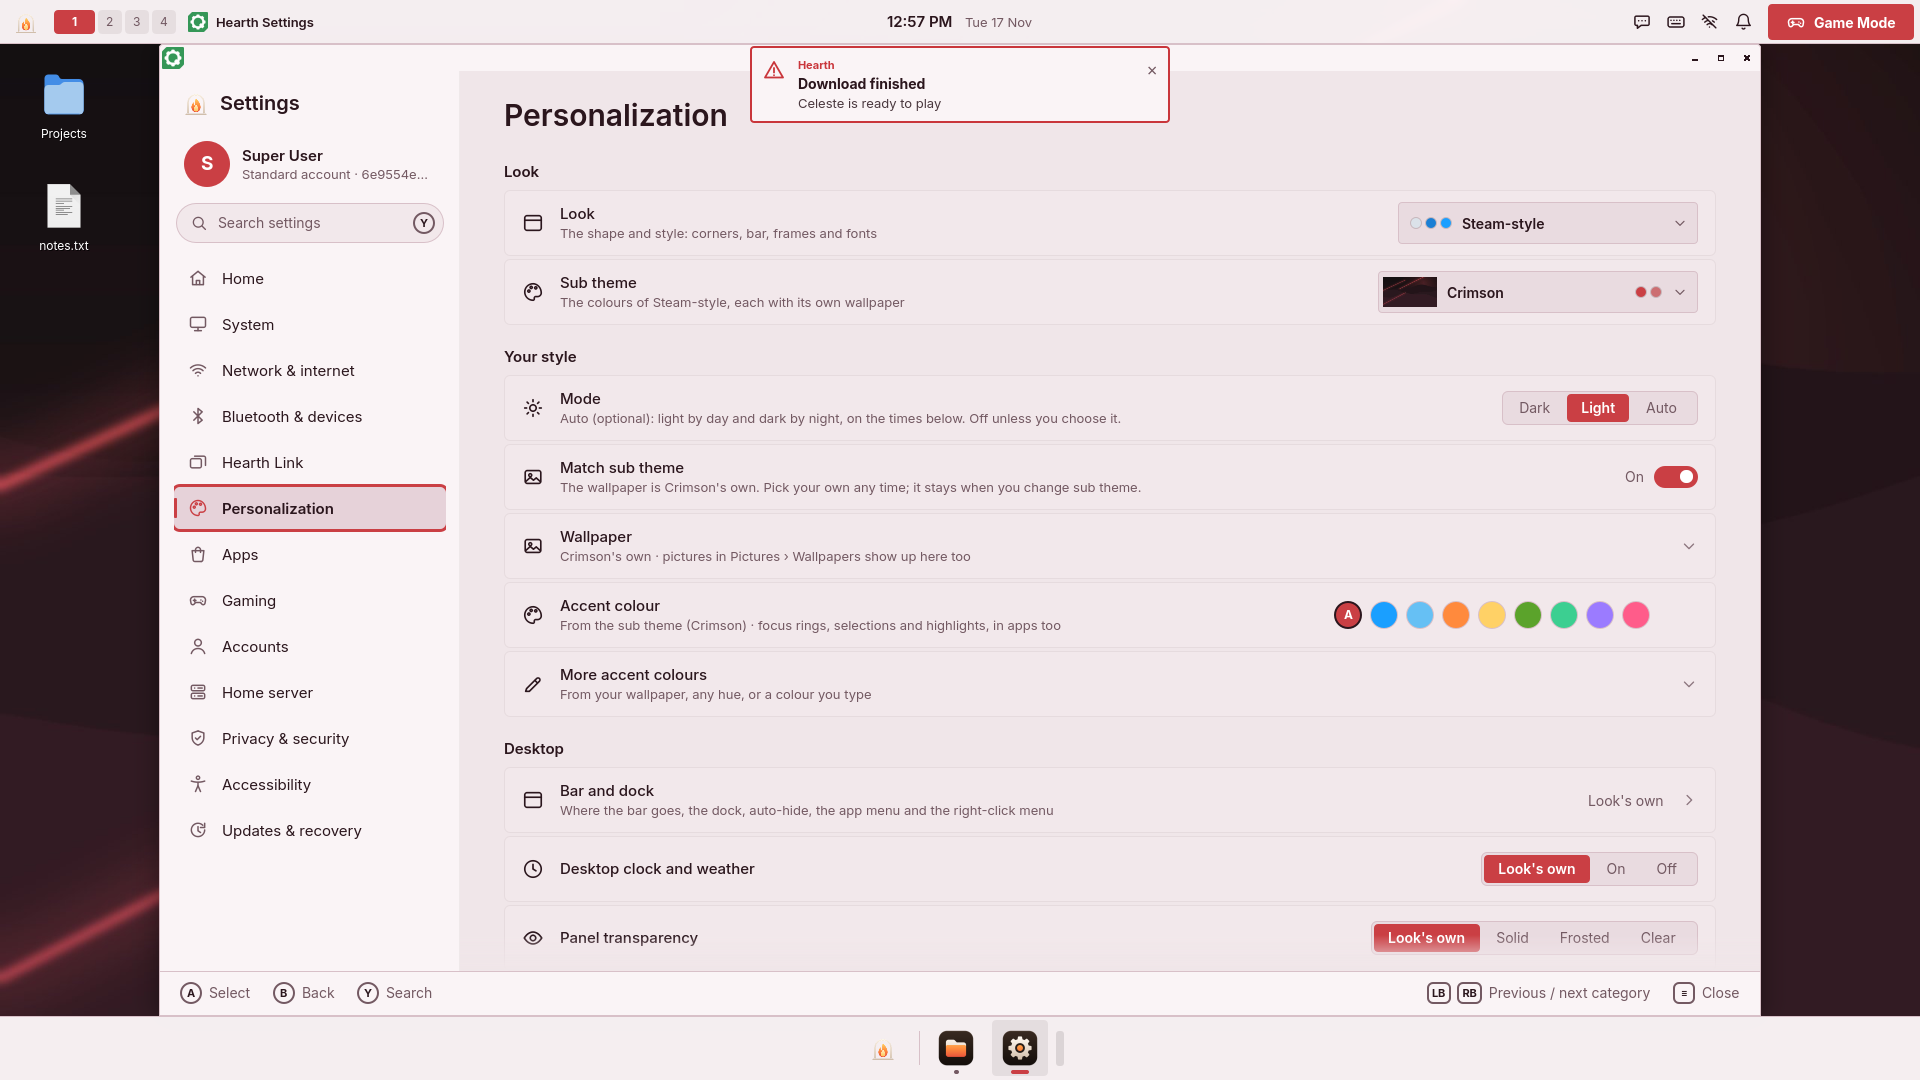 1 2 3 4 Hearth Settings
12:57 PM Tue 17 Nov
Game Mode
Projects
notes.txt
Hearth
Download finished
Celeste is ready to play
Settings
S
Super User
Standard account · 6e9554e...
Search settings Y
Home
System
Network & internet
Bluetooth & devices
Hearth Link
Personalization
Apps
Gaming
Accounts
Home server
Privacy & security
Accessibility
Updates & recovery
Personalization
Look
Look
The shape and style: corners, bar, frames and fonts
Steam-style
Sub theme
The colours of Steam-style, each with its own wallpaper
Crimson
Your style
Mode
Auto (optional): light by day and dark by night, on the times below. Off unless you choose it.
Dark Light Auto
Match sub theme
The wallpaper is Crimson's own. Pick your own any time; it stays when you change sub theme.
On
Wallpaper
Crimson's own · pictures in Pictures › Wallpapers show up here too
Accent colour
From the sub theme (Crimson) · focus rings, selections and highlights, in apps too
A
More accent colours
From your wallpaper, any hue, or a colour you type
Desktop
Bar and dock
Where the bar goes, the dock, auto-hide, the app menu and the right-click menu
Look's own
Desktop clock and weather
Look's own On Off
Panel transparency
Look's own Solid Frosted Clear
A Select B Back Y Search
LB RB Previous / next category ≡ Close